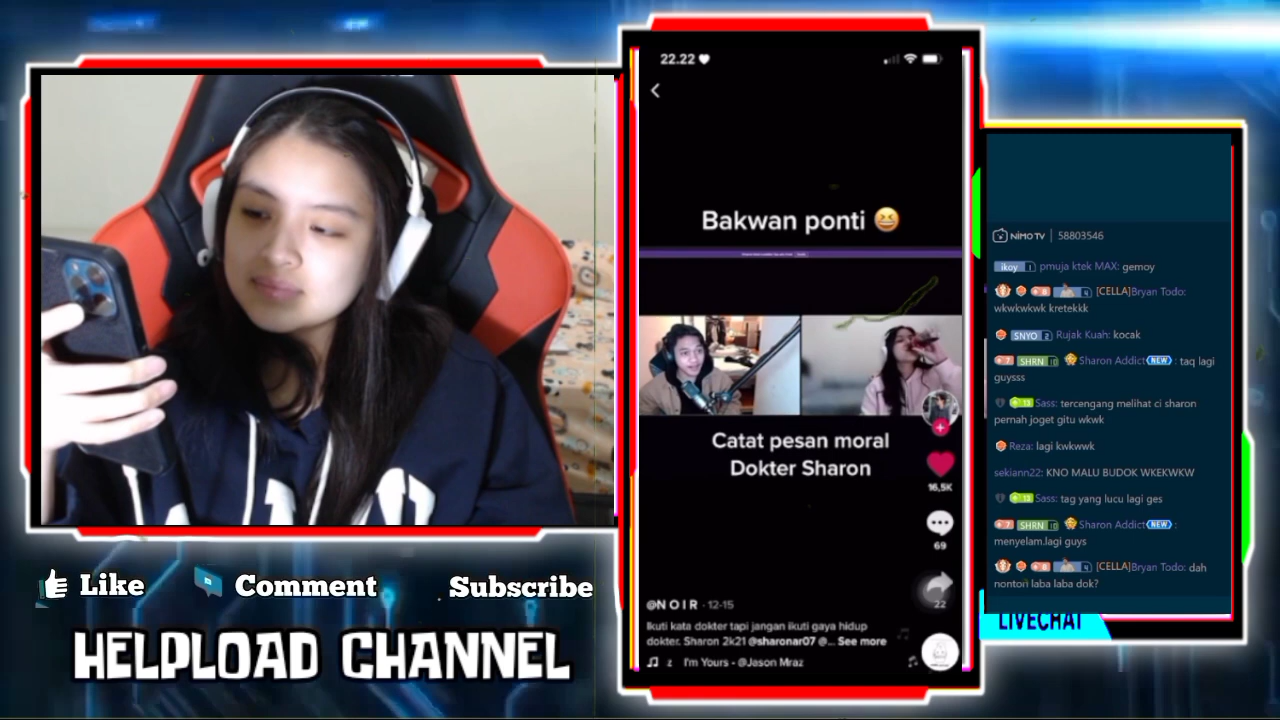 22.22
Bakwan ponti 😆
Catat pesan moral
Dokter Sharon
16,5K
69
22
@N O I R · 12-15
Ikuti kata dokter tapi jangan ikuti gaya hidup
dokter. Sharon 2k21 @sharonar07 @... See more
I'm Yours - @Jason Mraz
NIMO TV | 58803546
ikoy 1 pmuja ktek MAX: gemoy
[CELLA]Bryan Todo:
wkwkwkwk kretekkk
SNYO 2 Rujak Kuah: kocak
SHRN Sharon Addict NEW : taq lagi
guysss
13 Sass: tercengang melihat ci sharon
pernah joget gitu wkwk
Reza: lagi kwkwwk
sekiann22: KNO MALU BUDOK WKEKWKW
13 Sass: tag yang lucu lagi ges
SHRN Sharon Addict NEW :
menyelam.lagi guys
[CELLA]Bryan Todo: dah
nonton laba laba dok?
LIVECHAT
Like Comment Subscribe
HELPLOAD CHANNEL